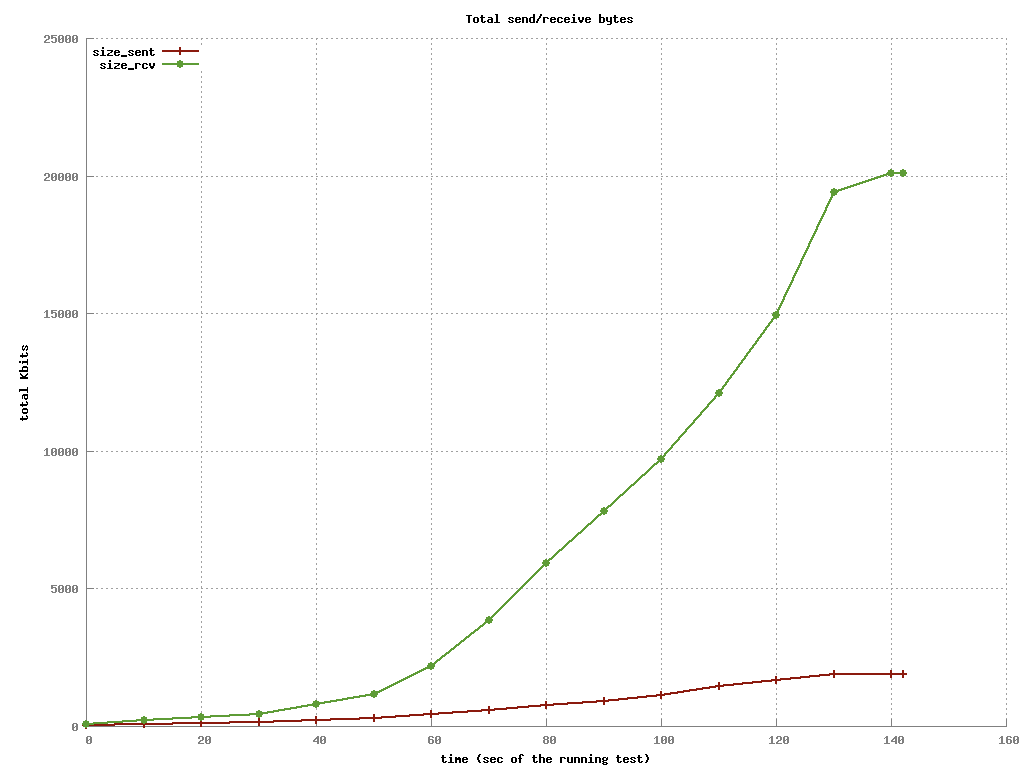 Total send/receive bytes
25000
size_sent
size_rcv
20000
15000
total Kbits
10000
5000
0
0 20 40 60 80 100 120 140 160
time (sec of the running test)